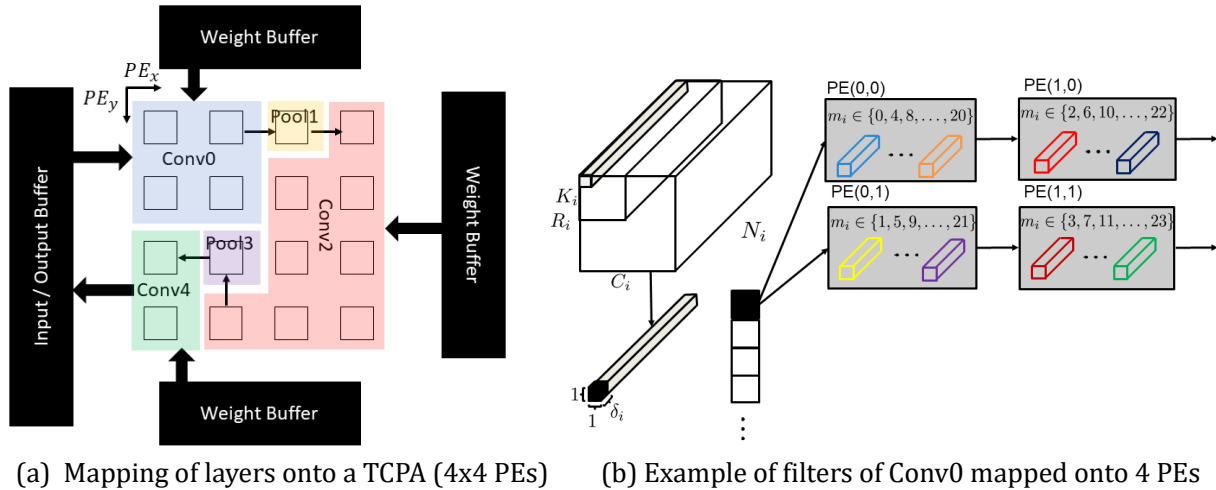 Weight Buffer
PE_x
PE_y
Pool1
Conv0
Conv2
Input / Output Buffer
Weight Buffer
Pool3
Conv4
Weight Buffer
(a) Mapping of layers onto a TCPA (4x4 PEs)
K_i
R_i
N_i
C_i
1
1
δ_i
⋮
PE(0,0)
m_i ∈ {0, 4, 8, . . . , 20}
...
PE(1,0)
m_i ∈ {2, 6, 10, . . . , 22}
...
PE(0,1)
m_i ∈ {1, 5, 9, . . . , 21}
...
PE(1,1)
m_i ∈ {3, 7, 11, . . . , 23}
...
(b) Example of filters of Conv0 mapped onto 4 PEs